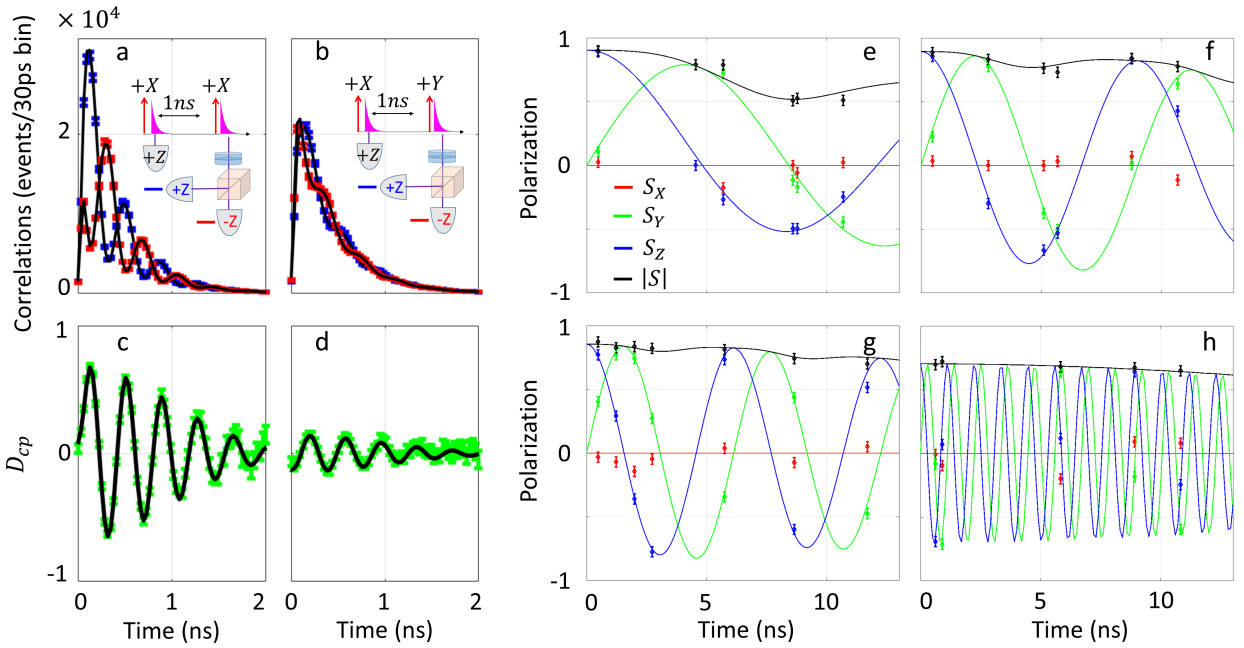 × 10⁴
Correlations (events/30ps bin)
2
0
a
+X
+X
1ns
+Z
+Z
-Z
b
+X
+Y
1ns
+Z
+Z
-Z
D_cp
1
0
-1
c
d
0
1
2
0
1
2
Time (ns)
Time (ns)
Polarization
1
0
-1
e
S_X
S_Y
S_Z
|S|
f
Polarization
1
0
-1
g
h
0
5
10
0
5
10
Time (ns)
Time (ns)